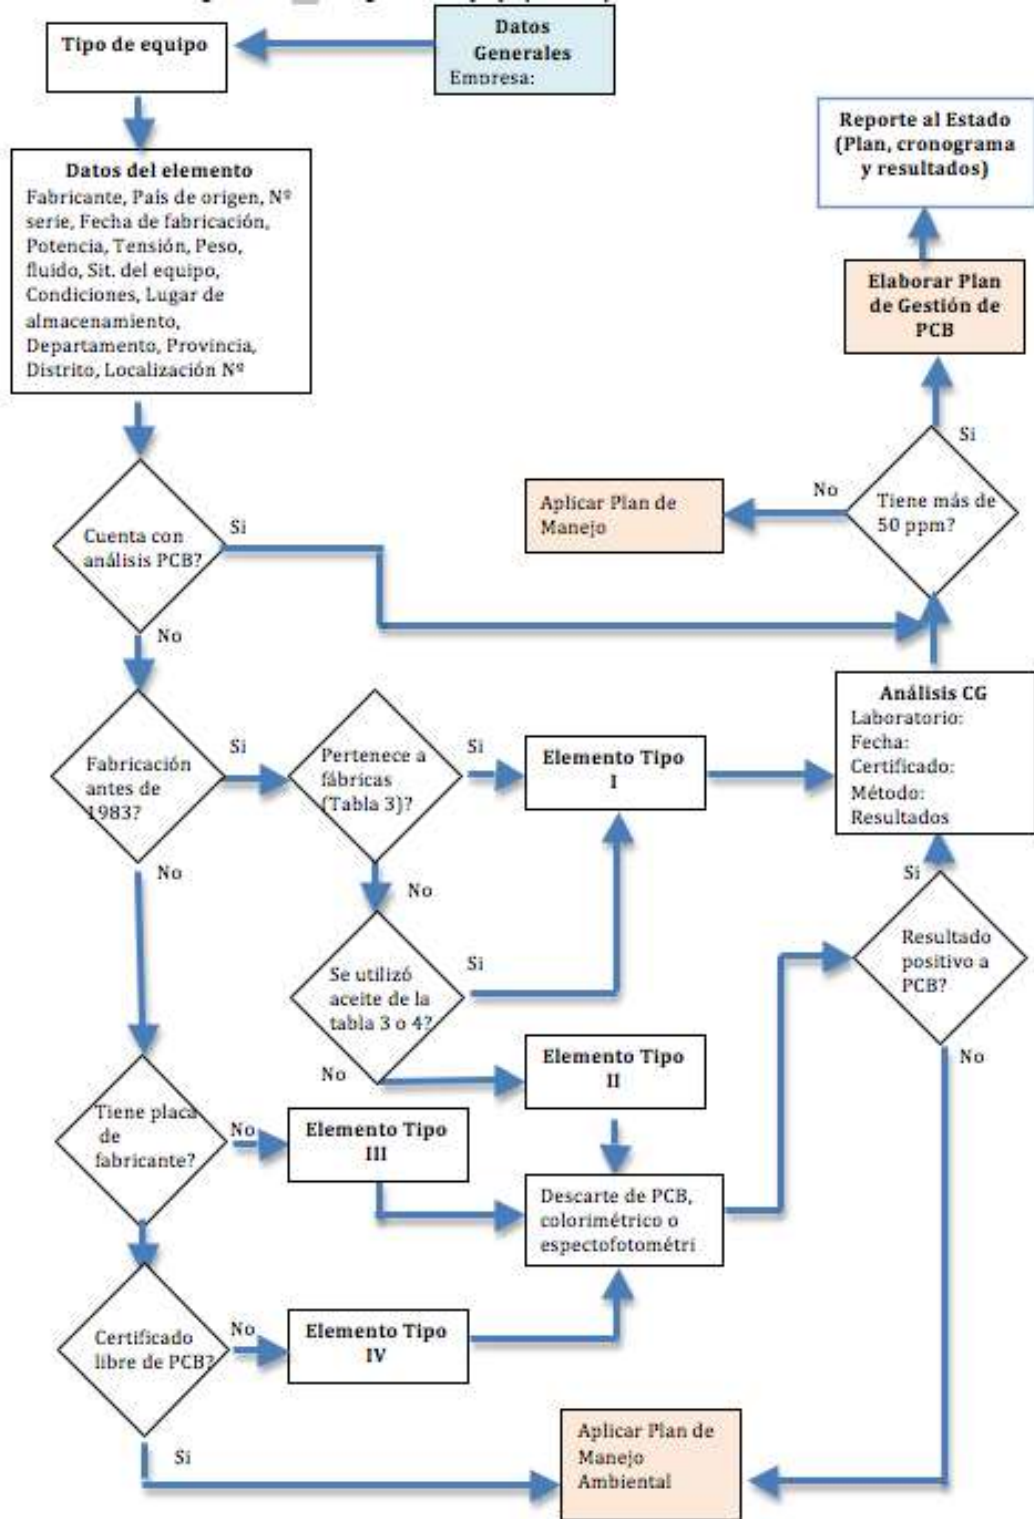 Datos
Generales
Empresa:
Tipo de equipo
Datos del elemento
Fabricante, País de origen, Nº
serie, Fecha de fabricación,
Potencia, Tensión, Peso,
fluido, Sit. del equipo,
Condiciones, Lugar de
almacenamiento,
Departamento, Provincia,
Distrito, Localización Nº
Reporte al Estado
(Plan, cronograma
y resultados)
Elaborar Plan
de Gestión de
PCB
Si
Tiene más de
50 ppm?
No
Aplicar Plan de
Manejo
Cuenta con
análisis PCB?
Si
No
Fabricación
antes de
1983?
Si
No
Pertenece a
fábricas
(Tabla 3)?
Si
No
Elemento Tipo
I
Análisis CG
Laboratorio:
Fecha:
Certificado:
Método:
Resultados
Si
Resultado
positivo a
PCB?
No
Se utilizó
aceite de la
tabla 3 o 4?
Si
No
Elemento Tipo
II
Tiene placa
de
fabricante?
No
Elemento Tipo
III
Descarte de PCB,
colorimétrico o
espectofotométri
Certificado
libre de PCB?
No
Elemento Tipo
IV
Si
Aplicar Plan de
Manejo
Ambiental